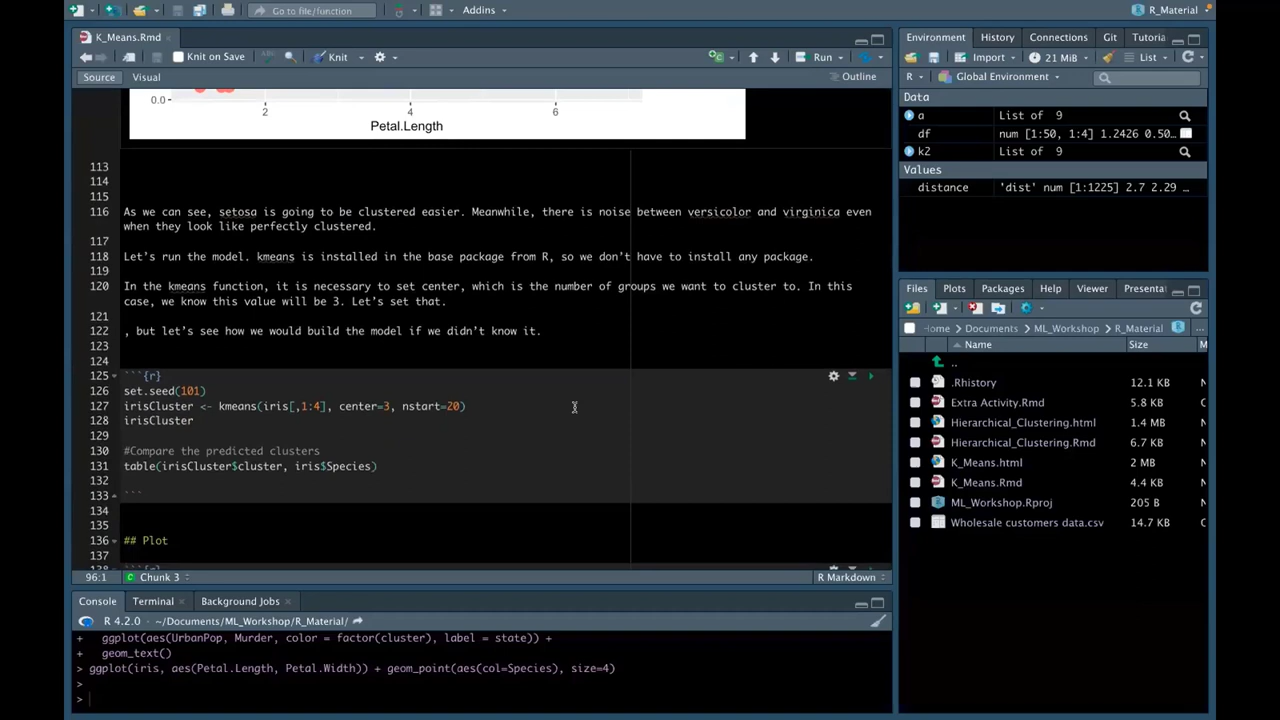 Go to file/function
Addins
R_Material
K_Means.Rmd
Knit on Save
Knit
Run
Source
Visual
Outline
0.0
2
4
6
Petal.Length
113
114
115
116 As we can see, setosa is going to be clustered easier. Meanwhile, there is noise between versicolor and virginica even
when they look like perfectly clustered.
117
118 Let's run the model. kmeans is installed in the base package from R, so we don't have to install any package.
119
120 In the kmeans function, it is necessary to set center, which is the number of groups we want to cluster to. In this
case, we know this value will be 3. Let's set that.
121
122 , but let's see how we would build the model if we didn't know it.
123
124
125 ```{r}
126 set.seed(101)
127 irisCluster <- kmeans(iris[,1:4], center=3, nstart=20)
128 irisCluster
129
130 #Compare the predicted clusters
131 table(irisCluster$cluster, iris$Species)
132
133 ```
134
135
136 ## Plot
137
96:1
Chunk 3
R Markdown
Console
Terminal
Background Jobs
R 4.2.0 · ~/Documents/ML_Workshop/R_Material/
+ ggplot(aes(UrbanPop, Murder, color = factor(cluster), label = state)) +
+ geom_text()
> ggplot(iris, aes(Petal.Length, Petal.Width)) + geom_point(aes(col=Species), size=4)
>
>
Environment
History
Connections
Git
Tutoria
Import
21 MiB
List
R
Global Environment
Data
a List of 9
df num [1:50, 1:4] 1.2426 0.50…
k2 List of 9
Values
distance 'dist' num [1:1225] 2.7 2.29 …
Files
Plots
Packages
Help
Viewer
Presenta
Home
Documents
ML_Workshop
R_Material
...
Name
Size
M
..
.Rhistory 12.1 KB N
Extra Activity.Rmd 5.8 KB
Hierarchical_Clustering.html 1.4 MB
Hierarchical_Clustering.Rmd 6.7 KB
K_Means.html 2 MB
K_Means.Rmd 4.4 KB
ML_Workshop.Rproj 205 B
Wholesale customers data.csv 14.7 KB